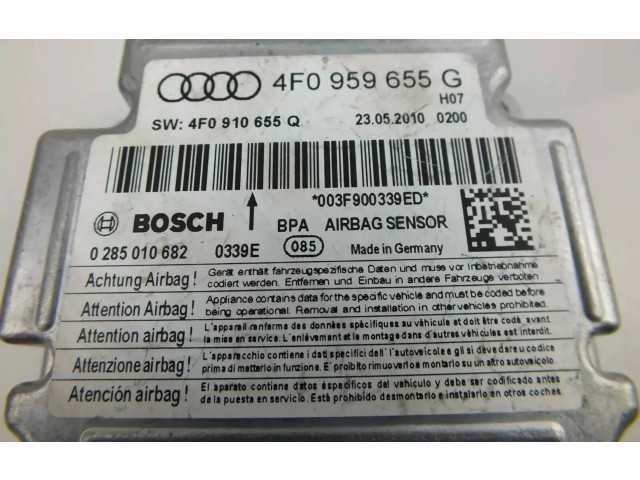 4F0 959 655 G
H07
SW: 4F0 910 655 Q 23.05.2010 0200
*003F900339ED*
BOSCH BPA AIRBAG SENSOR
0 285 010 682 0339E 085 Made in Germany
Achtung Airbag! Gerät enthält fahrzeugspezifische Daten und muss vor Inbetriebnahme
codiert werden. Entfernen und Einbau in andere Fahrzeuge verboten.
Attention Airbag! Appliance contains data for the specific vehicle and must be coded before
being operational. Removal and installation in other vehicles prohibited.
Attention airbag! L'appareil renferme des données spécifiques au véhicule et doit être codé, avant
la mise en service. L'enlèvement et le montage dans d'autres véhicules est interdit.
Attenzione airbag! L'apparecchio contiene i dati specifici dell'autoveicolo e gli si deve dare u codice
prima di metterlo in funzione. E'proibito rimuoverlo e montarlo su un altro autoveicolo.
Atención airbag! El aparato contiene datos específicos del vehículo y debe ser codificado antes
de la puesta en servicio. Está prohibido desmontarlo e instalarlo en otros coches.